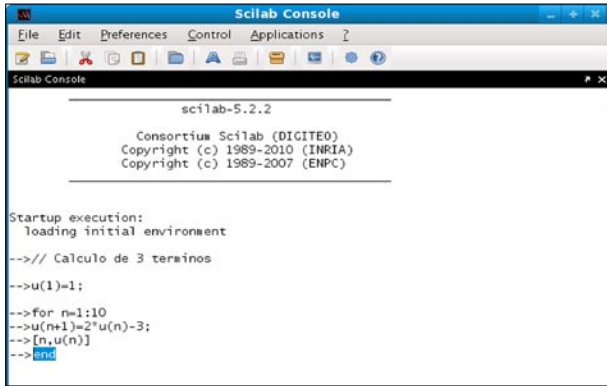 Scilab Console
File Edit Preferences Control Applications ?
Scilab Console
scilab-5.2.2
Consortium Scilab (DIGITEO)
Copyright (c) 1989-2010 (INRIA)
Copyright (c) 1989-2007 (ENPC)
Startup execution:
loading initial environment
-->// Calculo de 3 terminos
-->u(1)=1;
-->for n=1:10
-->u(n+1)=2*u(n)-3;
-->[n,u(n)]
-->end